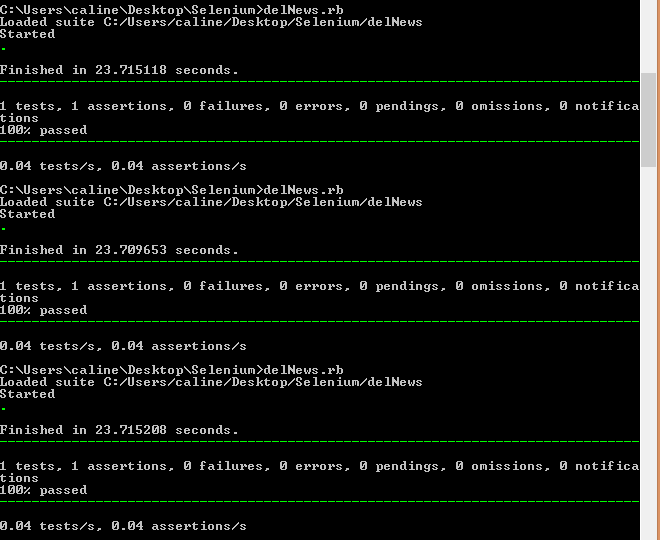 C:\Users\caline\Desktop\Selenium>delNews.rb
Loaded suite C:/Users/caline/Desktop/Selenium/delNews
Started
.
Finished in 23.715118 seconds.
--------------------------------------------------------------------------------
1 tests, 1 assertions, 0 failures, 0 errors, 0 pendings, 0 omissions, 0 notifica
tions
100% passed
--------------------------------------------------------------------------------
0.04 tests/s, 0.04 assertions/s
C:\Users\caline\Desktop\Selenium>delNews.rb
Loaded suite C:/Users/caline/Desktop/Selenium/delNews
Started
.
Finished in 23.709653 seconds.
--------------------------------------------------------------------------------
1 tests, 1 assertions, 0 failures, 0 errors, 0 pendings, 0 omissions, 0 notifica
tions
100% passed
--------------------------------------------------------------------------------
0.04 tests/s, 0.04 assertions/s
C:\Users\caline\Desktop\Selenium>delNews.rb
Loaded suite C:/Users/caline/Desktop/Selenium/delNews
Started
.
Finished in 23.715208 seconds.
--------------------------------------------------------------------------------
1 tests, 1 assertions, 0 failures, 0 errors, 0 pendings, 0 omissions, 0 notifica
tions
100% passed
--------------------------------------------------------------------------------
0.04 tests/s, 0.04 assertions/s